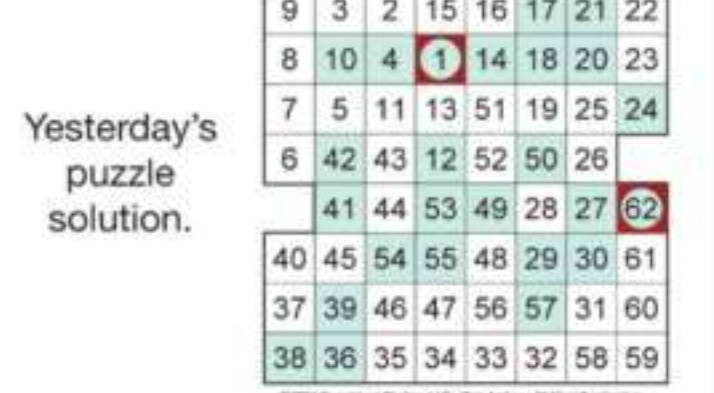 Yesterday's
puzzle
solution.
9 3 2 15 16 17 21 22
8 10 4 1 14 18 20 23
7 5 11 13 51 19 25 24
6 42 43 12 52 50 26
41 44 53 49 28 27 62
40 45 54 55 48 29 30 61
37 39 46 47 56 57 31 60
38 36 35 34 33 32 58 59